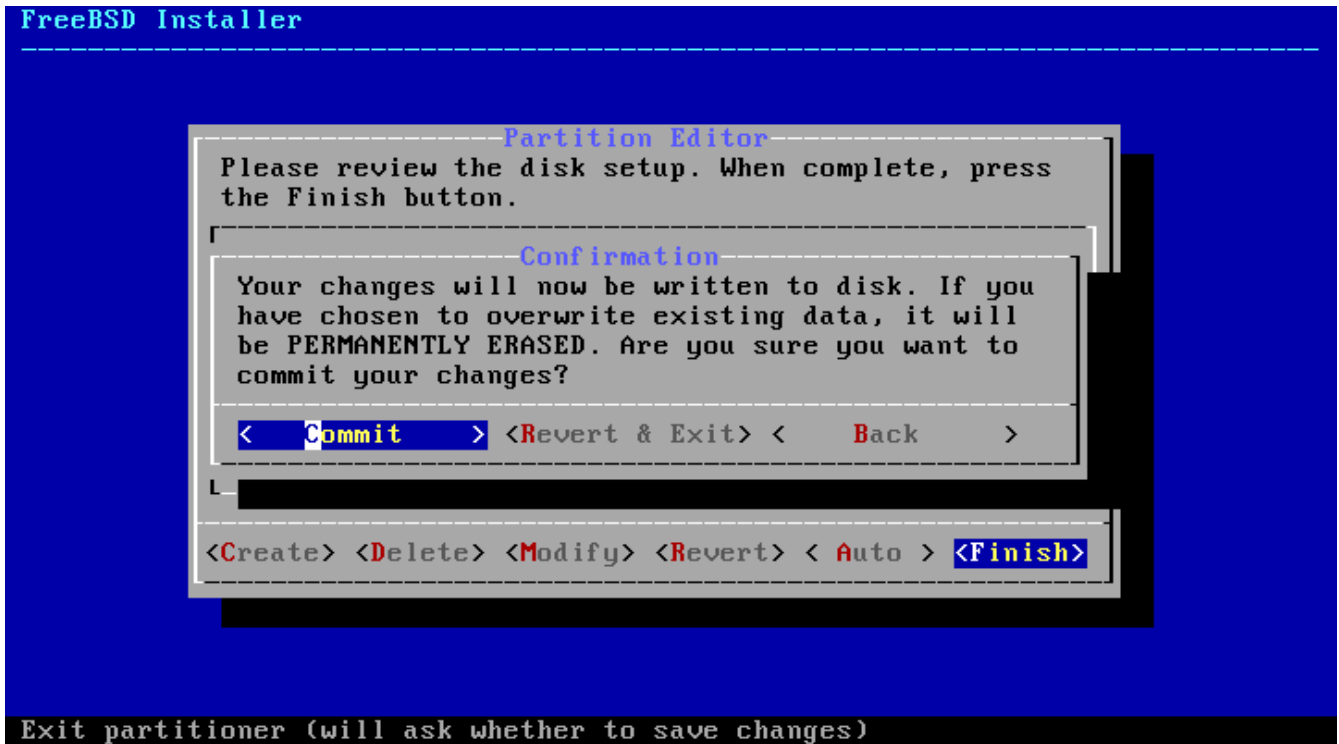 FreeBSD Installer
Partition Editor
Please review the disk setup. When complete, press
the Finish button.
Confirmation
Your changes will now be written to disk. If you
have chosen to overwrite existing data, it will
be PERMANENTLY ERASED. Are you sure you want to
commit your changes?
< Commit > <Revert & Exit> < Back >
<Create> <Delete> <Modify> <Revert> < Auto > <Finish>
Exit partitioner (will ask whether to save changes)